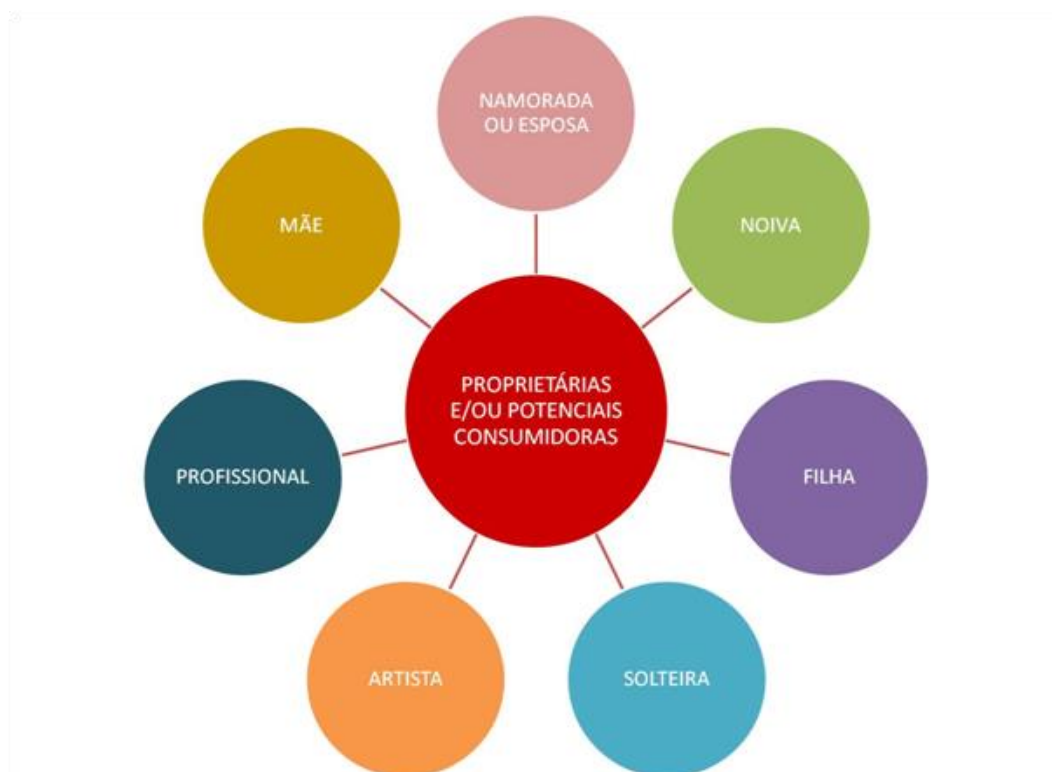 NAMORADA
OU ESPOSA
MÃE
NOIVA
PROPRIETÁRIAS
E/OU POTENCIAIS
CONSUMIDORAS
PROFISSIONAL
FILHA
ARTISTA
SOLTEIRA